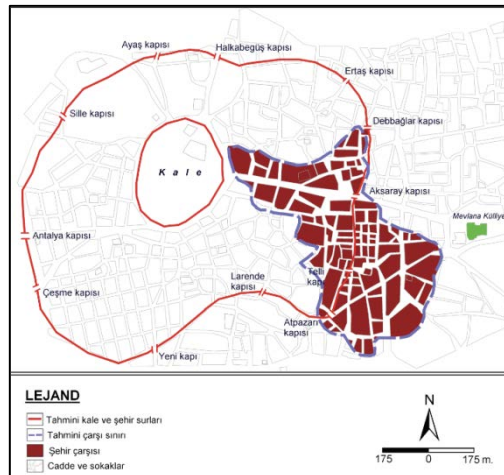 Ayaş kapısı
Halkabegüş kapısı
Ertaş kapısı
Sille kapısı
Debbağlar kapısı
Kale
Aksaray kapısı
Mevlana Külliye
Antalya kapısı
Larende
kapısı
Telli
Çeşme kapısı
Atpazarı
kapısı
Yeni kapı
LEJAND
Tahmini kale ve şehir surları
Tahmini çarşı sınırı
Şehir çarşısı
Cadde ve sokaklar
N
175 0 175 m.